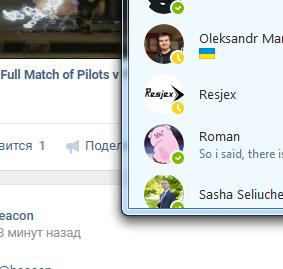 Oleksandr Mar
Full Match of Pilots v
Resjex
Resjex
вится 1
Подел
Roman
So i said, there is
Sasha Seliuche
eacon
3 минут назад